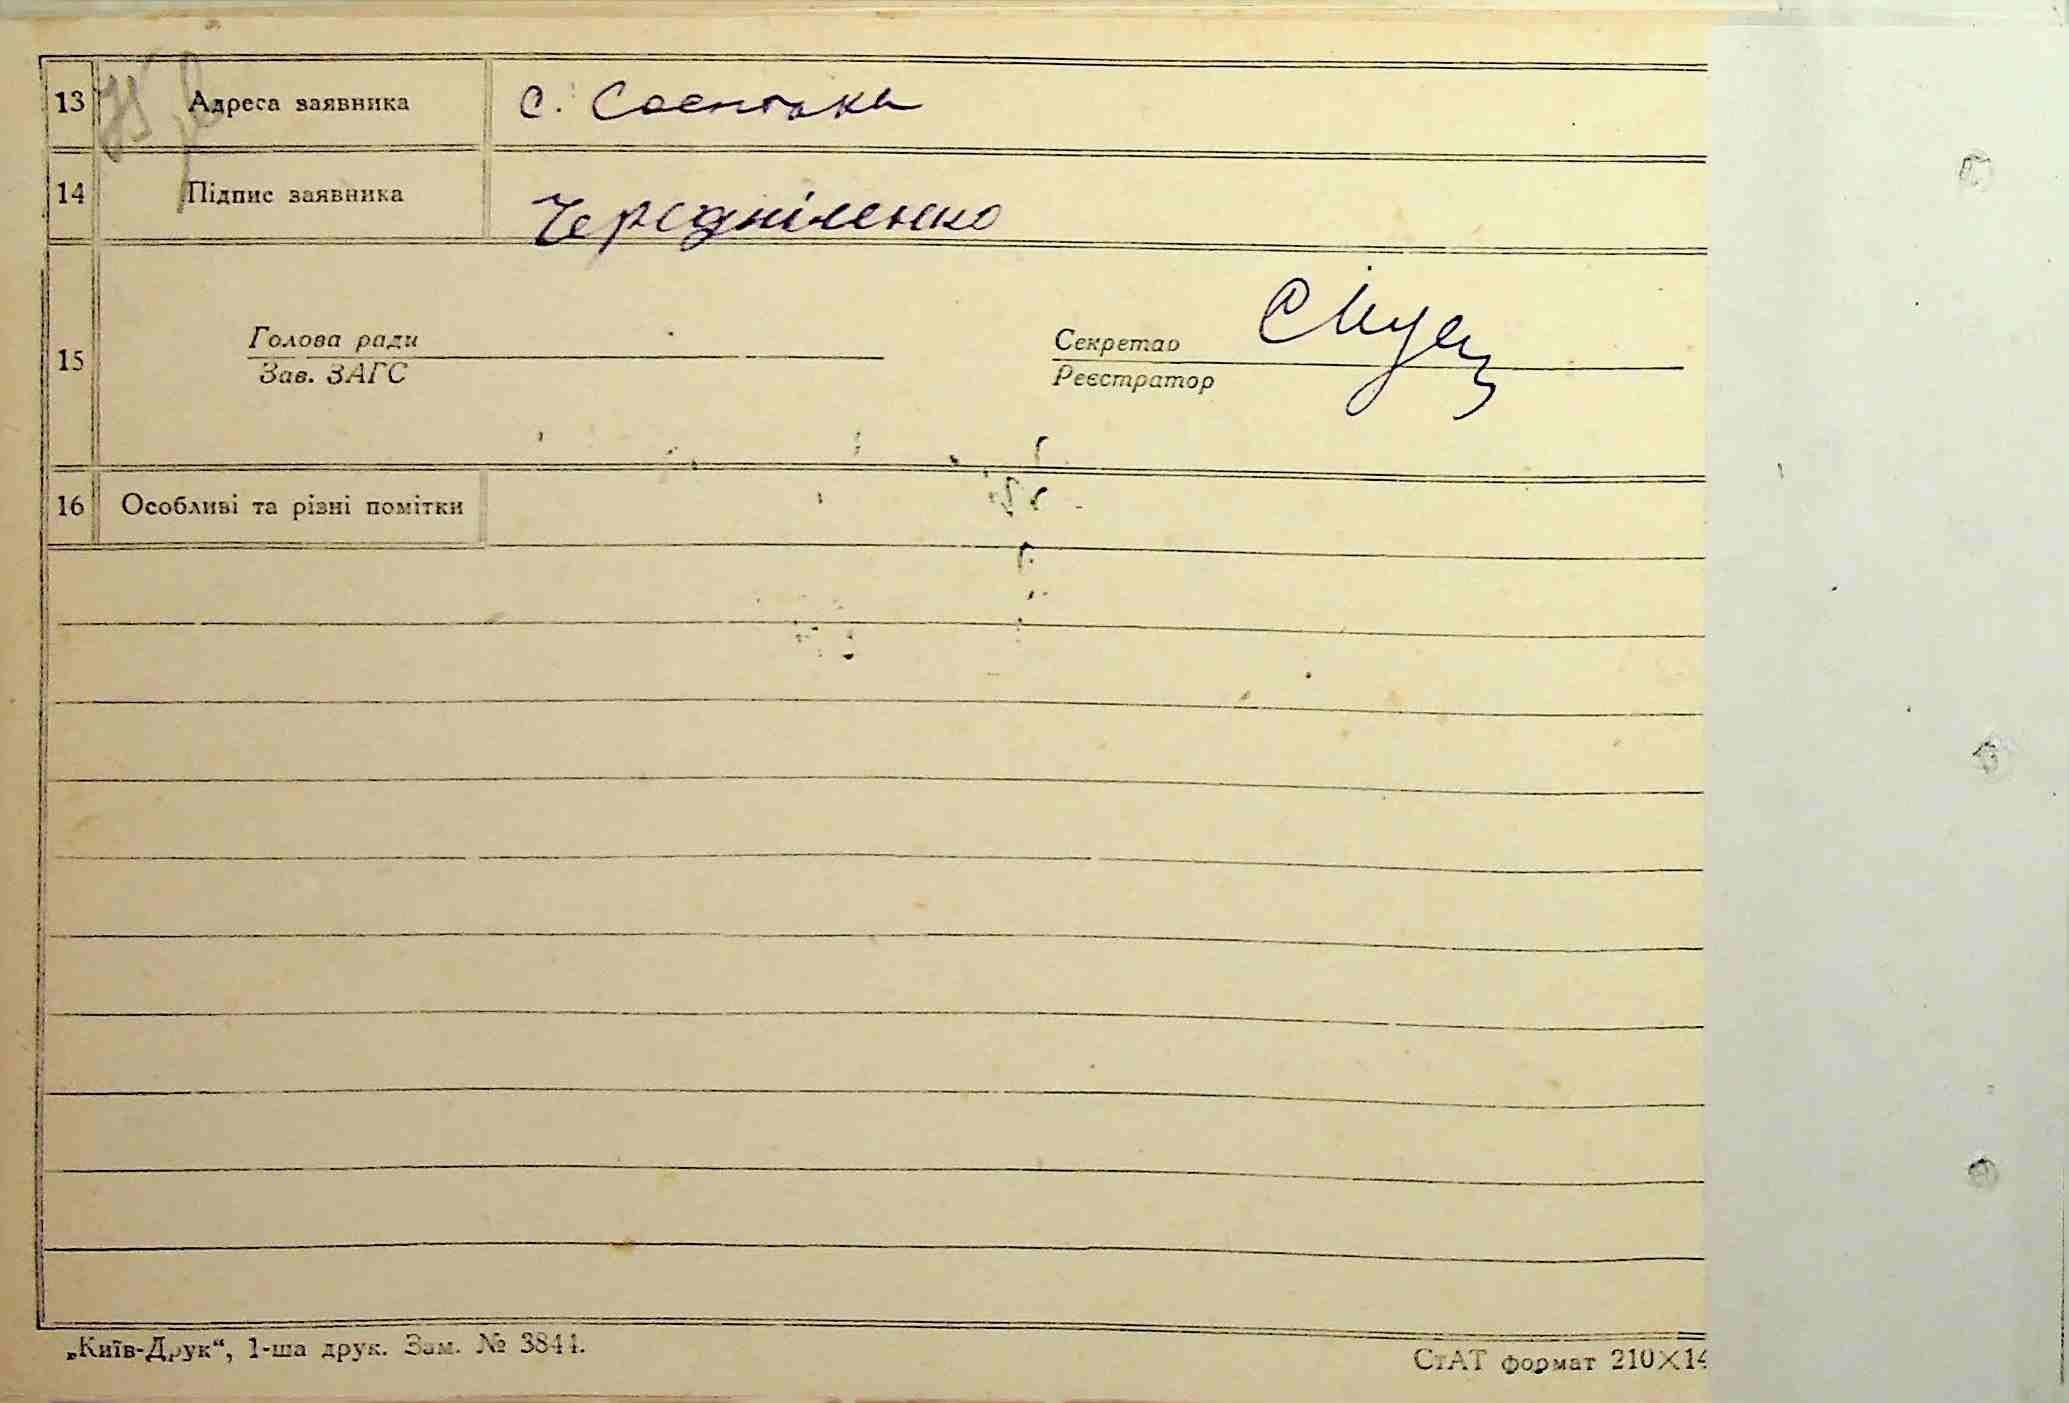 13 Адреса заявника с. Соснівка
14 Підпис заявника Чередніленко
Голова ради Секретар
15
Зав. ЗАГС Реєстратор
16 Особливі та різні помітки
„Київ-Друк“, 1-ша друк. Зам. № 3844. СтАТ формат 210×14